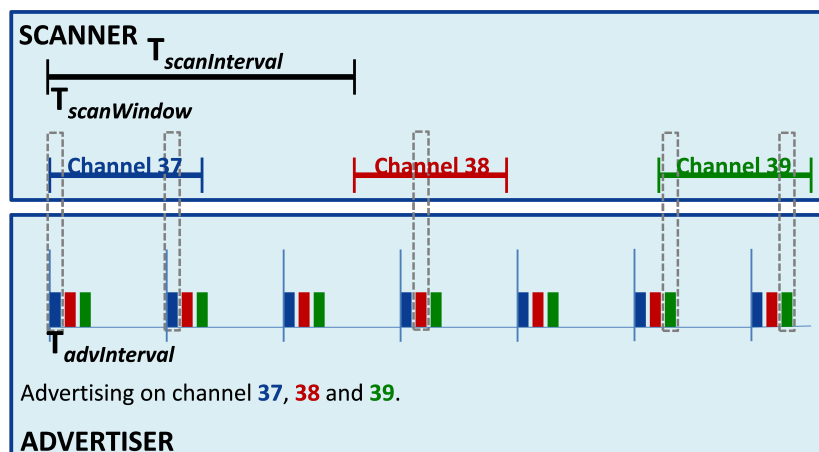 SCANNER
TscanInterval
TscanWindow
Channel 37
Channel 38
Channel 39
TadvInterval
Advertising on channel 37, 38 and 39.
ADVERTISER